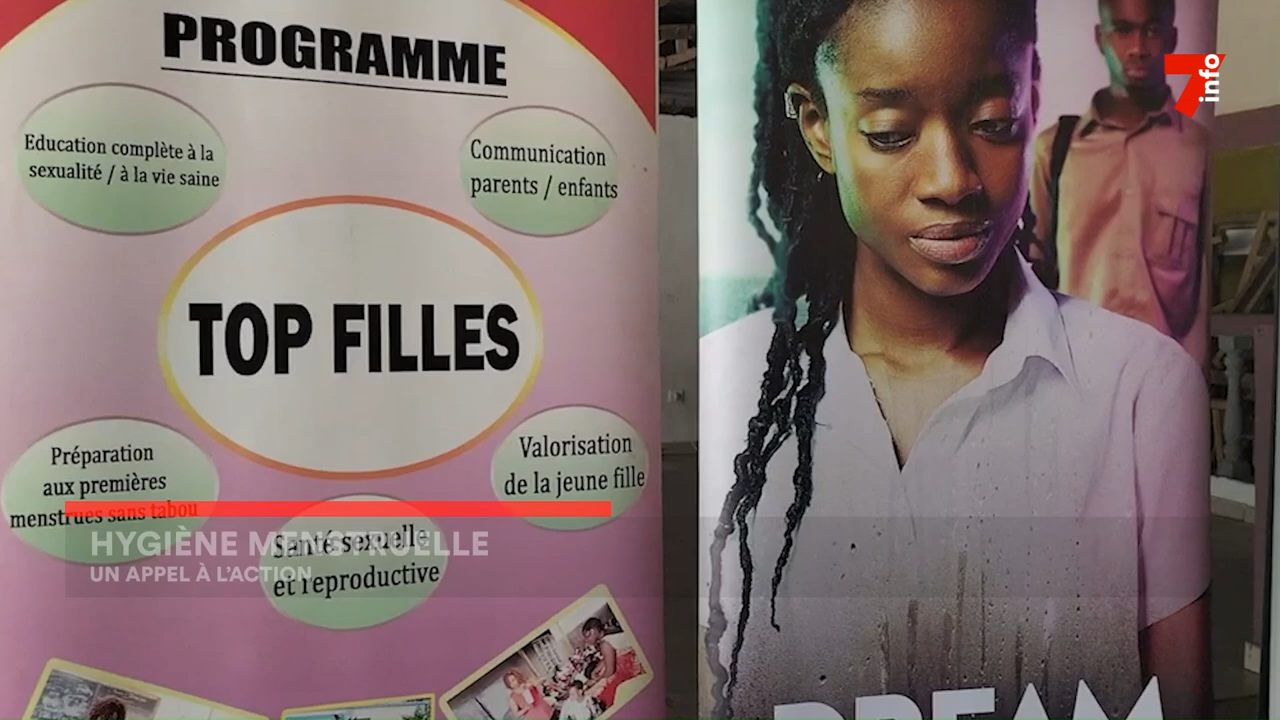 PROGRAMME
Education complète à la
sexualité / à la vie saine
Communication
parents / enfants
TOP FILLES
Préparation
aux premières
menstrues sans tabou
Valorisation
de la jeune fille
Santé sexuelle
et reproductive
HYGIÈNE MENSTRUELLE
UN APPEL À L'ACTION
7info
DREAM